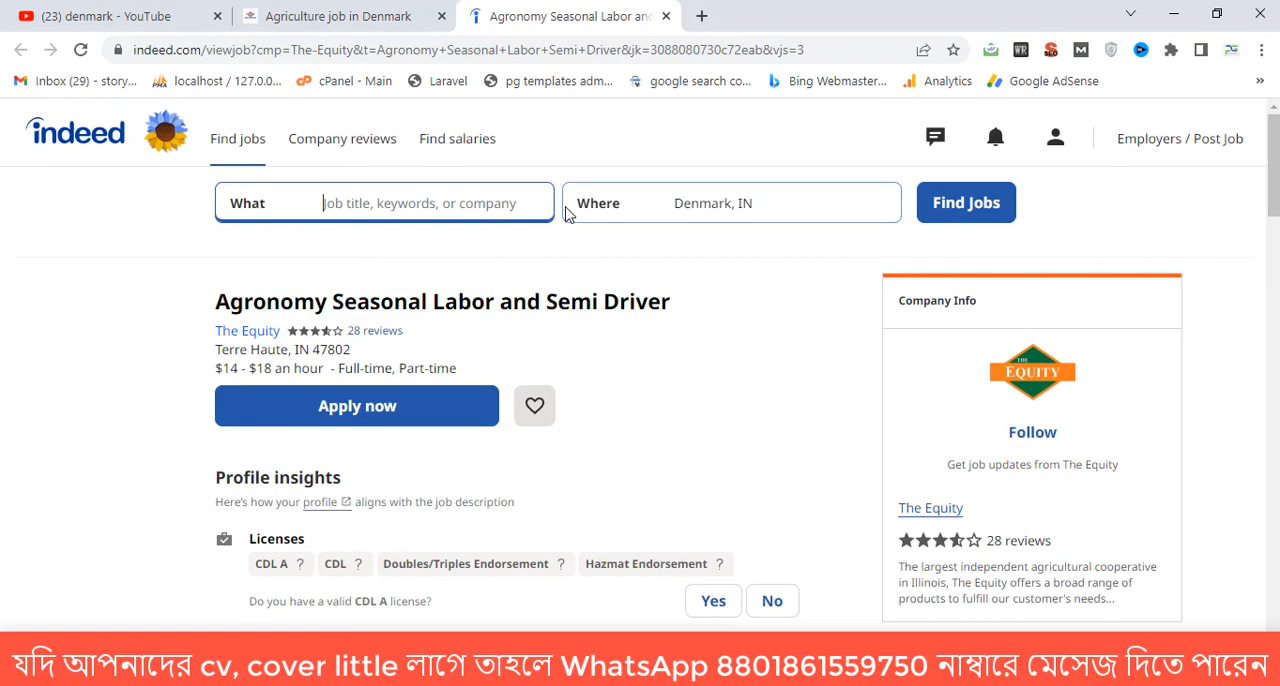 (23) denmark - YouTube
Agriculture job in Denmark
Agronomy Seasonal Labor and
indeed.com/viewjob?cmp=The-Equity&t=Agronomy+Seasonal+Labor+Semi+Driver&jk=3088080730c72eab&vjs=3
Inbox (29) - story...
localhost / 127.0.0...
cPanel - Main
Laravel
pg templates adm...
google search co...
Bing Webmaster...
Analytics
Google AdSense
indeed
Find jobs
Company reviews
Find salaries
Employers / Post Job
What
Job title, keywords, or company
Where
Denmark, IN
Find Jobs
Agronomy Seasonal Labor and Semi Driver
The Equity 28 reviews
Terre Haute, IN 47802
$14 - $18 an hour - Full-time, Part-time
Apply now
Profile insights
Here's how your profile aligns with the job description
Licenses
CDL A ?
CDL ?
Doubles/Triples Endorsement ?
Hazmat Endorsement ?
Do you have a valid CDL A license?
Yes
No
Company Info
THE
EQUITY
Follow
Get job updates from The Equity
The Equity
28 reviews
The largest independent agricultural cooperative
in Illinois, The Equity offers a broad range of
products to fulfill our customer's needs...
যদি আপনাদের cv, cover little লাগে তাহলে WhatsApp 8801861559750 নাম্বারে মেসেজ দিতে পারেন